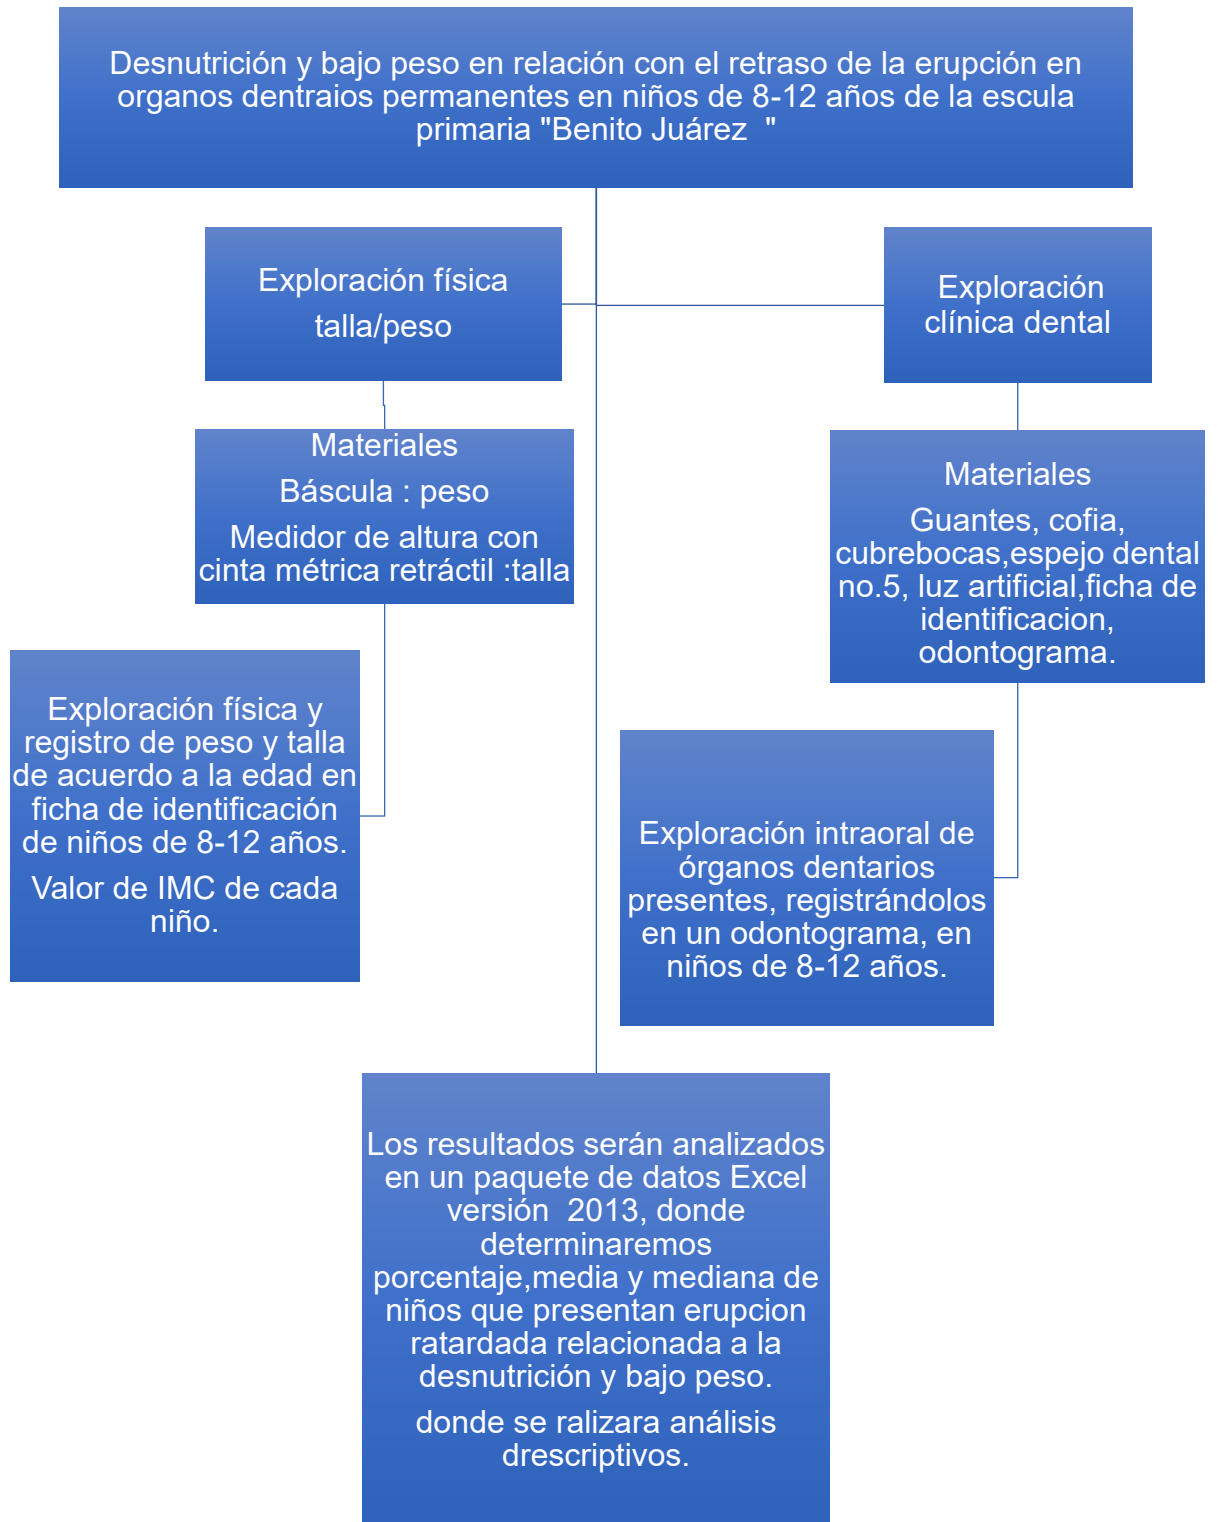 Desnutrición y bajo peso en relación con el retraso de la erupción en
organos dentraios permanentes en niños de 8-12 años de la escula
primaria "Benito Juárez  "
Exploración física
talla/peso
Exploración
clínica dental
Materiales
Báscula : peso
Medidor de altura con
cinta métrica retráctil :talla
Materiales
Guantes, cofia,
cubrebocas,espejo dental
no.5, luz artificial,ficha de
identificacion,
odontograma.
Exploración física y
registro de peso y talla
de acuerdo a la edad en
ficha de identificación
de niños de 8-12 años.
Valor de IMC de cada
niño.
Exploración intraoral de
órganos dentarios
presentes, registrándolos
en un odontograma, en
niños de 8-12 años.
Los resultados serán analizados
en un paquete de datos Excel
versión  2013, donde
determinaremos
porcentaje,media y mediana de
niños que presentan erupcion
ratardada relacionada a la
desnutrición y bajo peso.
donde se ralizara análisis
drescriptivos.